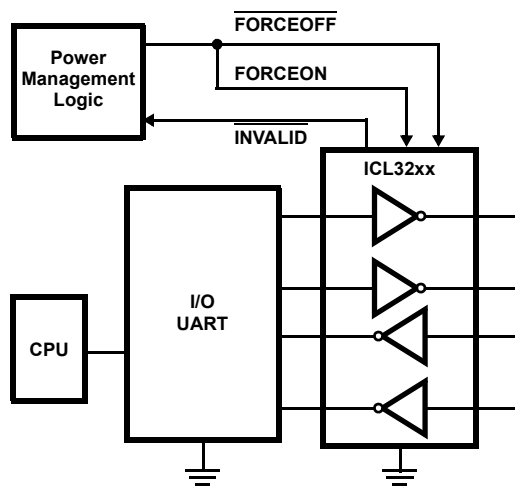 FORCEOFF
Power
Management
Logic
FORCEON
INVALID
ICL32xx
I/O
UART
CPU